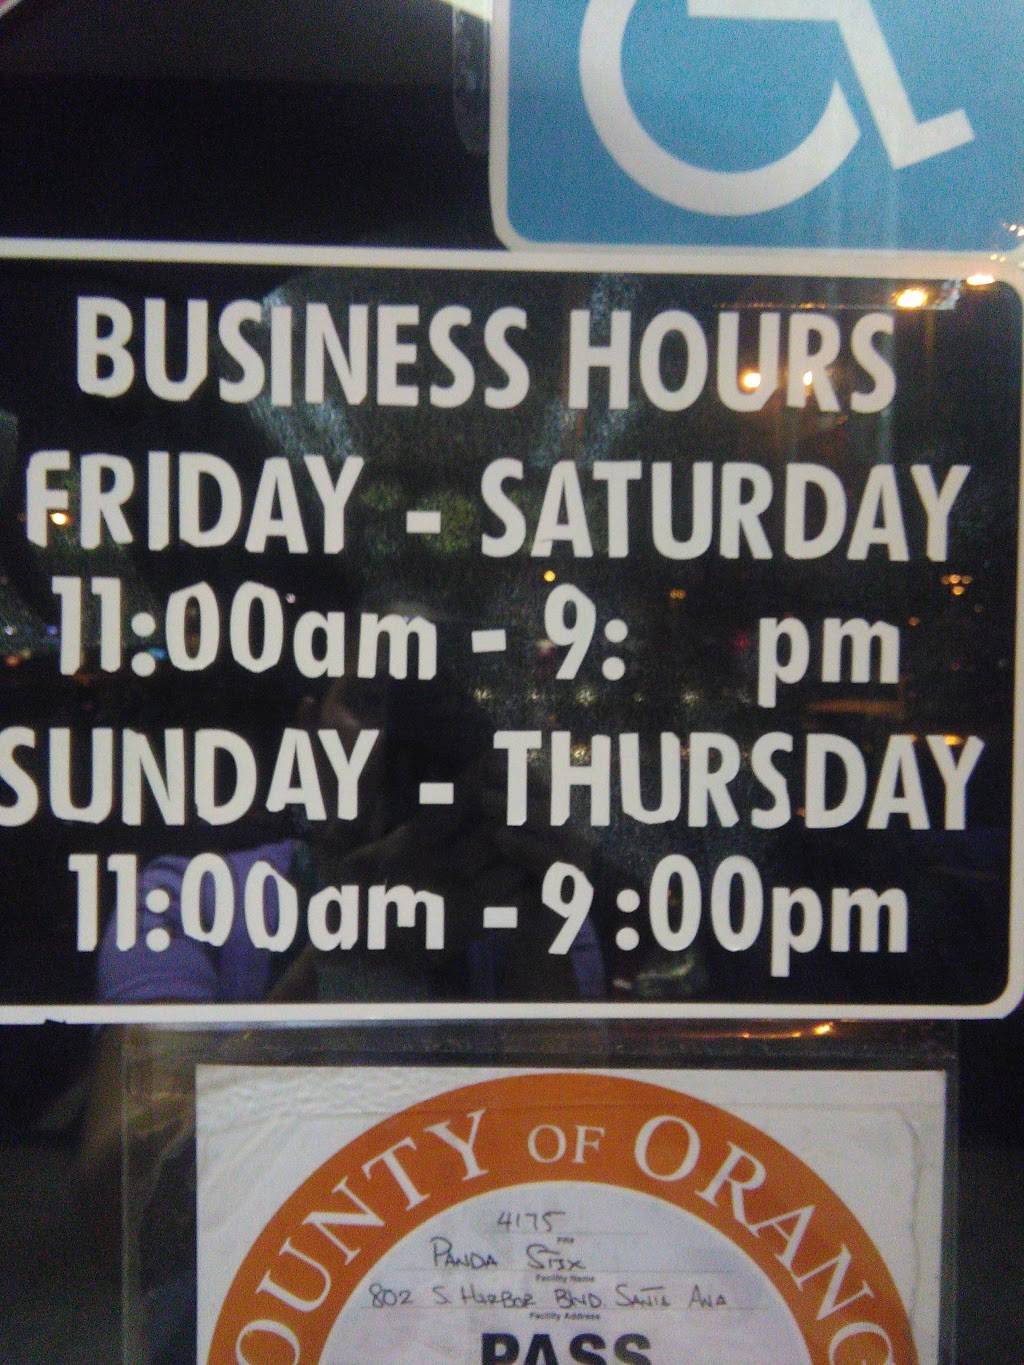 BUSINESS HOURS
FRIDAY - SATURDAY
11:00am - 9: pm
SUNDAY - THURSDAY
11:00am - 9:00pm
OUNTY OF ORANG
4175
PR#
PANDA STIX
Facility Name
802 S. HARBOR BLVD. SANTA ANA
Facility Address
PASS